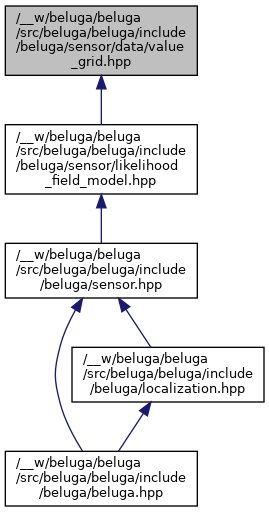 /__w/beluga/beluga
/src/beluga/beluga/include
/beluga/sensor/data/value
_grid.hpp
/__w/beluga/beluga
/src/beluga/beluga/include
/beluga/sensor/likelihood
_field_model.hpp
/__w/beluga/beluga
/src/beluga/beluga/include
/beluga/sensor.hpp
/__w/beluga/beluga
/src/beluga/beluga/include
/beluga/localization.hpp
/__w/beluga/beluga
/src/beluga/beluga/include
/beluga/beluga.hpp